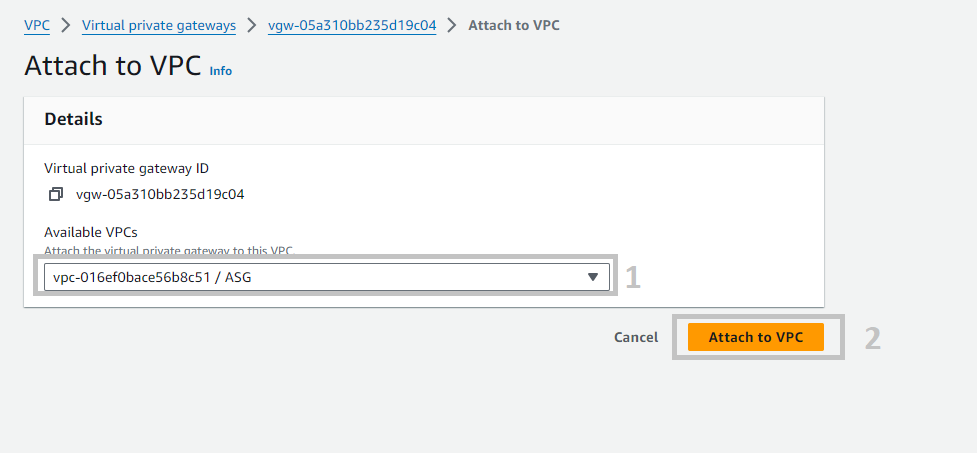 VPC > Virtual private gateways > vgw-05a310bb235d19c04 > Attach to VPC
Attach to VPC Info
Details
Virtual private gateway ID
vgw-05a310bb235d19c04
Available VPCs
Attach the virtual private gateway to this VPC.
vpc-016ef0bace56b8c51 / ASG 1
Cancel Attach to VPC 2